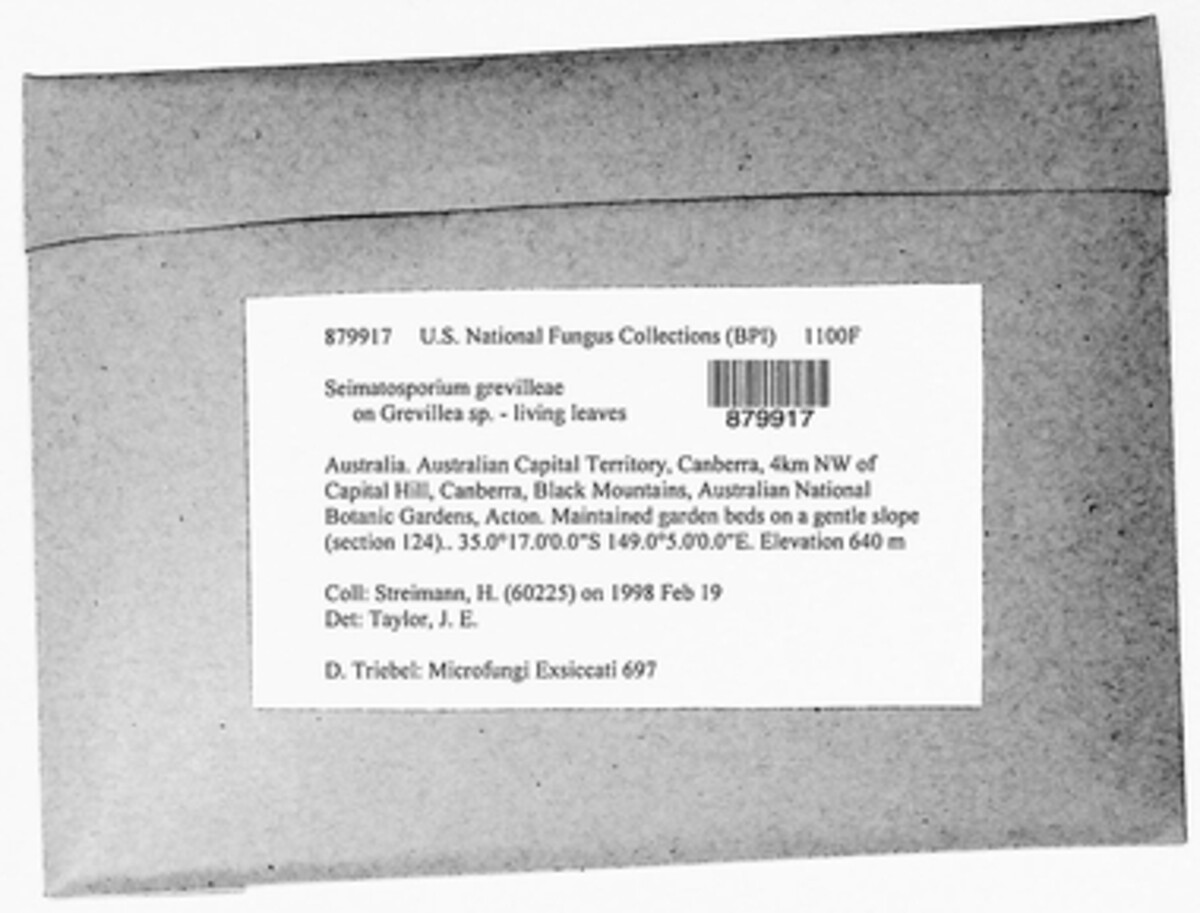 879917 U.S. National Fungus Collections (BPI) 1100F
Seimatosporium grevilleae
on Grevillea sp. - living leaves
879917
Australia. Australian Capital Territory, Canberra, 4km NW of
Capital Hill, Canberra, Black Mountains, Australian National
Botanic Gardens, Acton. Maintained garden beds on a gentle slope
(section 124).. 35.0°17.0'0.0"S 149.0°5.0'0.0"E. Elevation 640 m
Coll: Streimann, H. (60225) on 1998 Feb 19
Det: Taylor, J. E.
D. Triebel: Microfungi Exsiccati 697